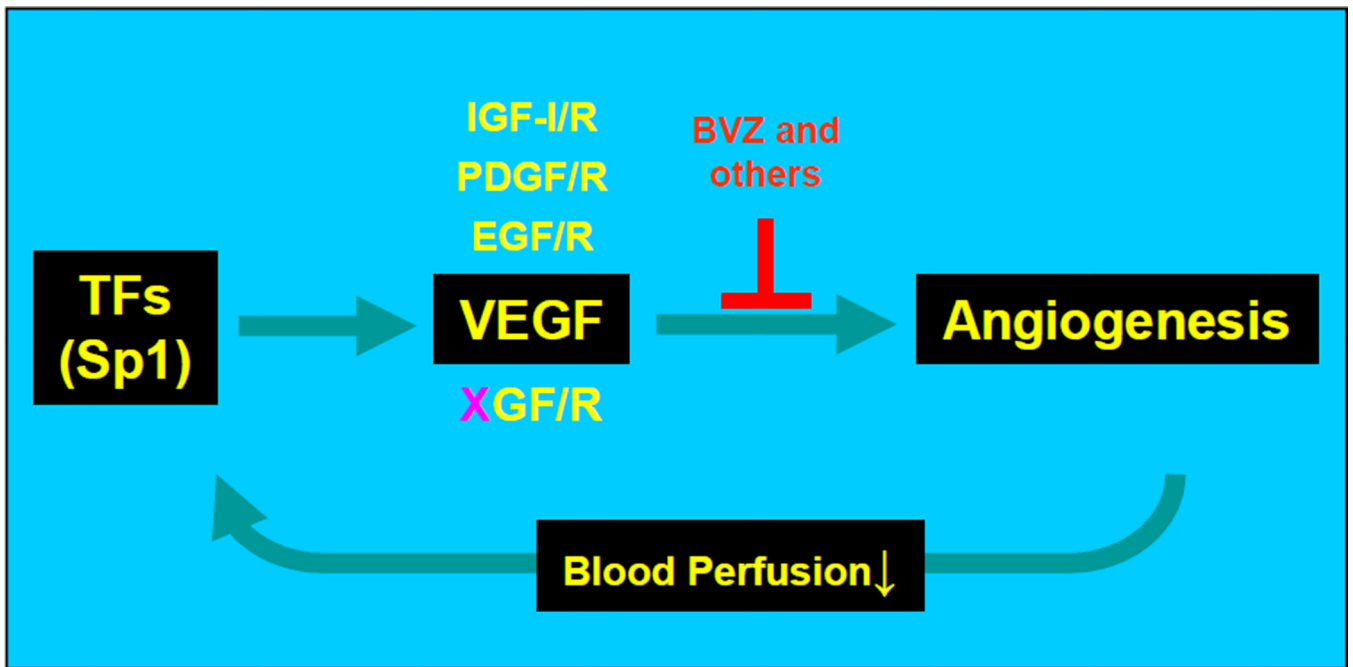 IGF-I/R
PDGF/R
EGF/R
BVZ and
others
TFs
(Sp1)
VEGF
Angiogenesis
XGF/R
Blood Perfusion↓